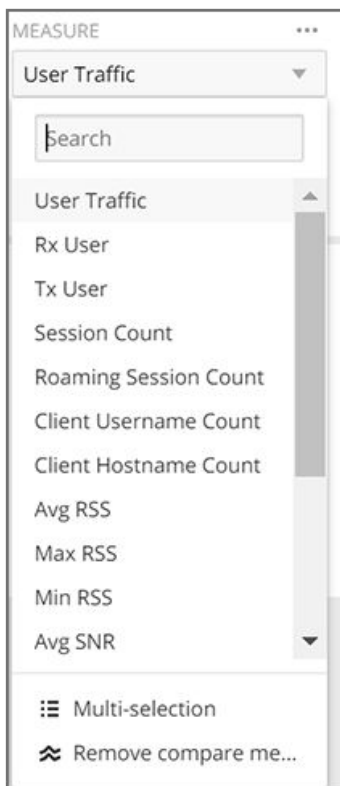 MEASURE ...
User Traffic
Search
User Traffic
Rx User
Tx User
Session Count
Roaming Session Count
Client Username Count
Client Hostname Count
Avg RSS
Max RSS
Min RSS
Avg SNR
Multi-selection
Remove compare me...